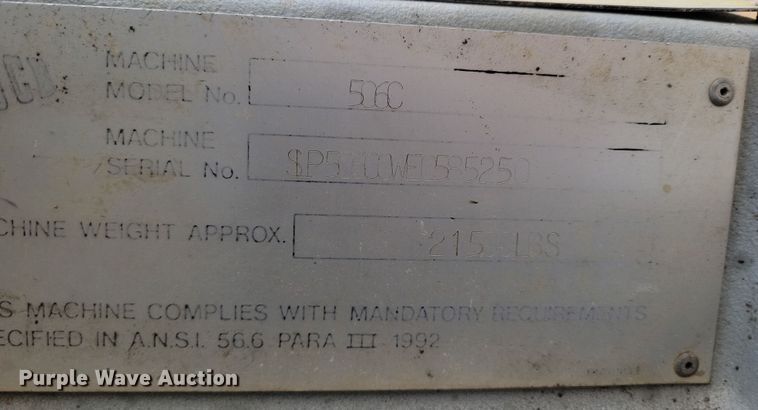 MACHINE
MODEL No. 506C
MACHINE
SERIAL No.
CHINE WEIGHT APPROX. LBS
S MACHINE COMPLIES WITH MANDATORY REQUIREMENTS
ECIFIED IN A.N.S.I. 56.6 PARA III 1992
Purple Wave Auction